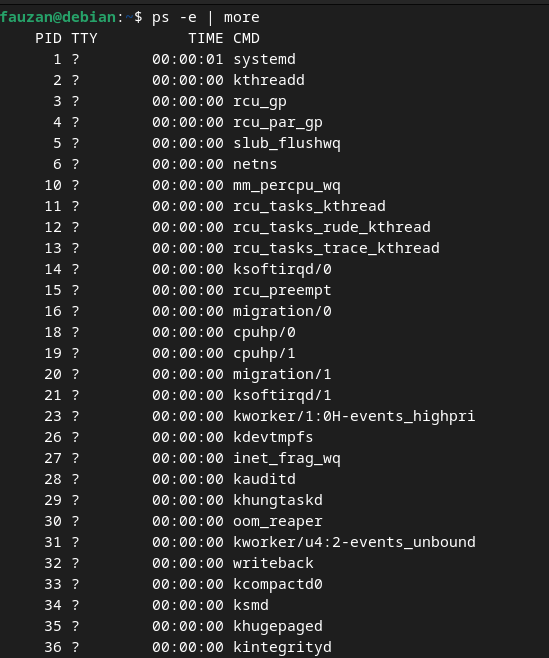 fauzan@debian:~$ ps -e | more
    PID TTY          TIME CMD
      1 ?        00:00:01 systemd
      2 ?        00:00:00 kthreadd
      3 ?        00:00:00 rcu_gp
      4 ?        00:00:00 rcu_par_gp
      5 ?        00:00:00 slub_flushwq
      6 ?        00:00:00 netns
     10 ?        00:00:00 mm_percpu_wq
     11 ?        00:00:00 rcu_tasks_kthread
     12 ?        00:00:00 rcu_tasks_rude_kthread
     13 ?        00:00:00 rcu_tasks_trace_kthread
     14 ?        00:00:00 ksoftirqd/0
     15 ?        00:00:00 rcu_preempt
     16 ?        00:00:00 migration/0
     18 ?        00:00:00 cpuhp/0
     19 ?        00:00:00 cpuhp/1
     20 ?        00:00:00 migration/1
     21 ?        00:00:00 ksoftirqd/1
     23 ?        00:00:00 kworker/1:0H-events_highpri
     26 ?        00:00:00 kdevtmpfs
     27 ?        00:00:00 inet_frag_wq
     28 ?        00:00:00 kauditd
     29 ?        00:00:00 khungtaskd
     30 ?        00:00:00 oom_reaper
     31 ?        00:00:00 kworker/u4:2-events_unbound
     32 ?        00:00:00 writeback
     33 ?        00:00:00 kcompactd0
     34 ?        00:00:00 ksmd
     35 ?        00:00:00 khugepaged
     36 ?        00:00:00 kintegrityd